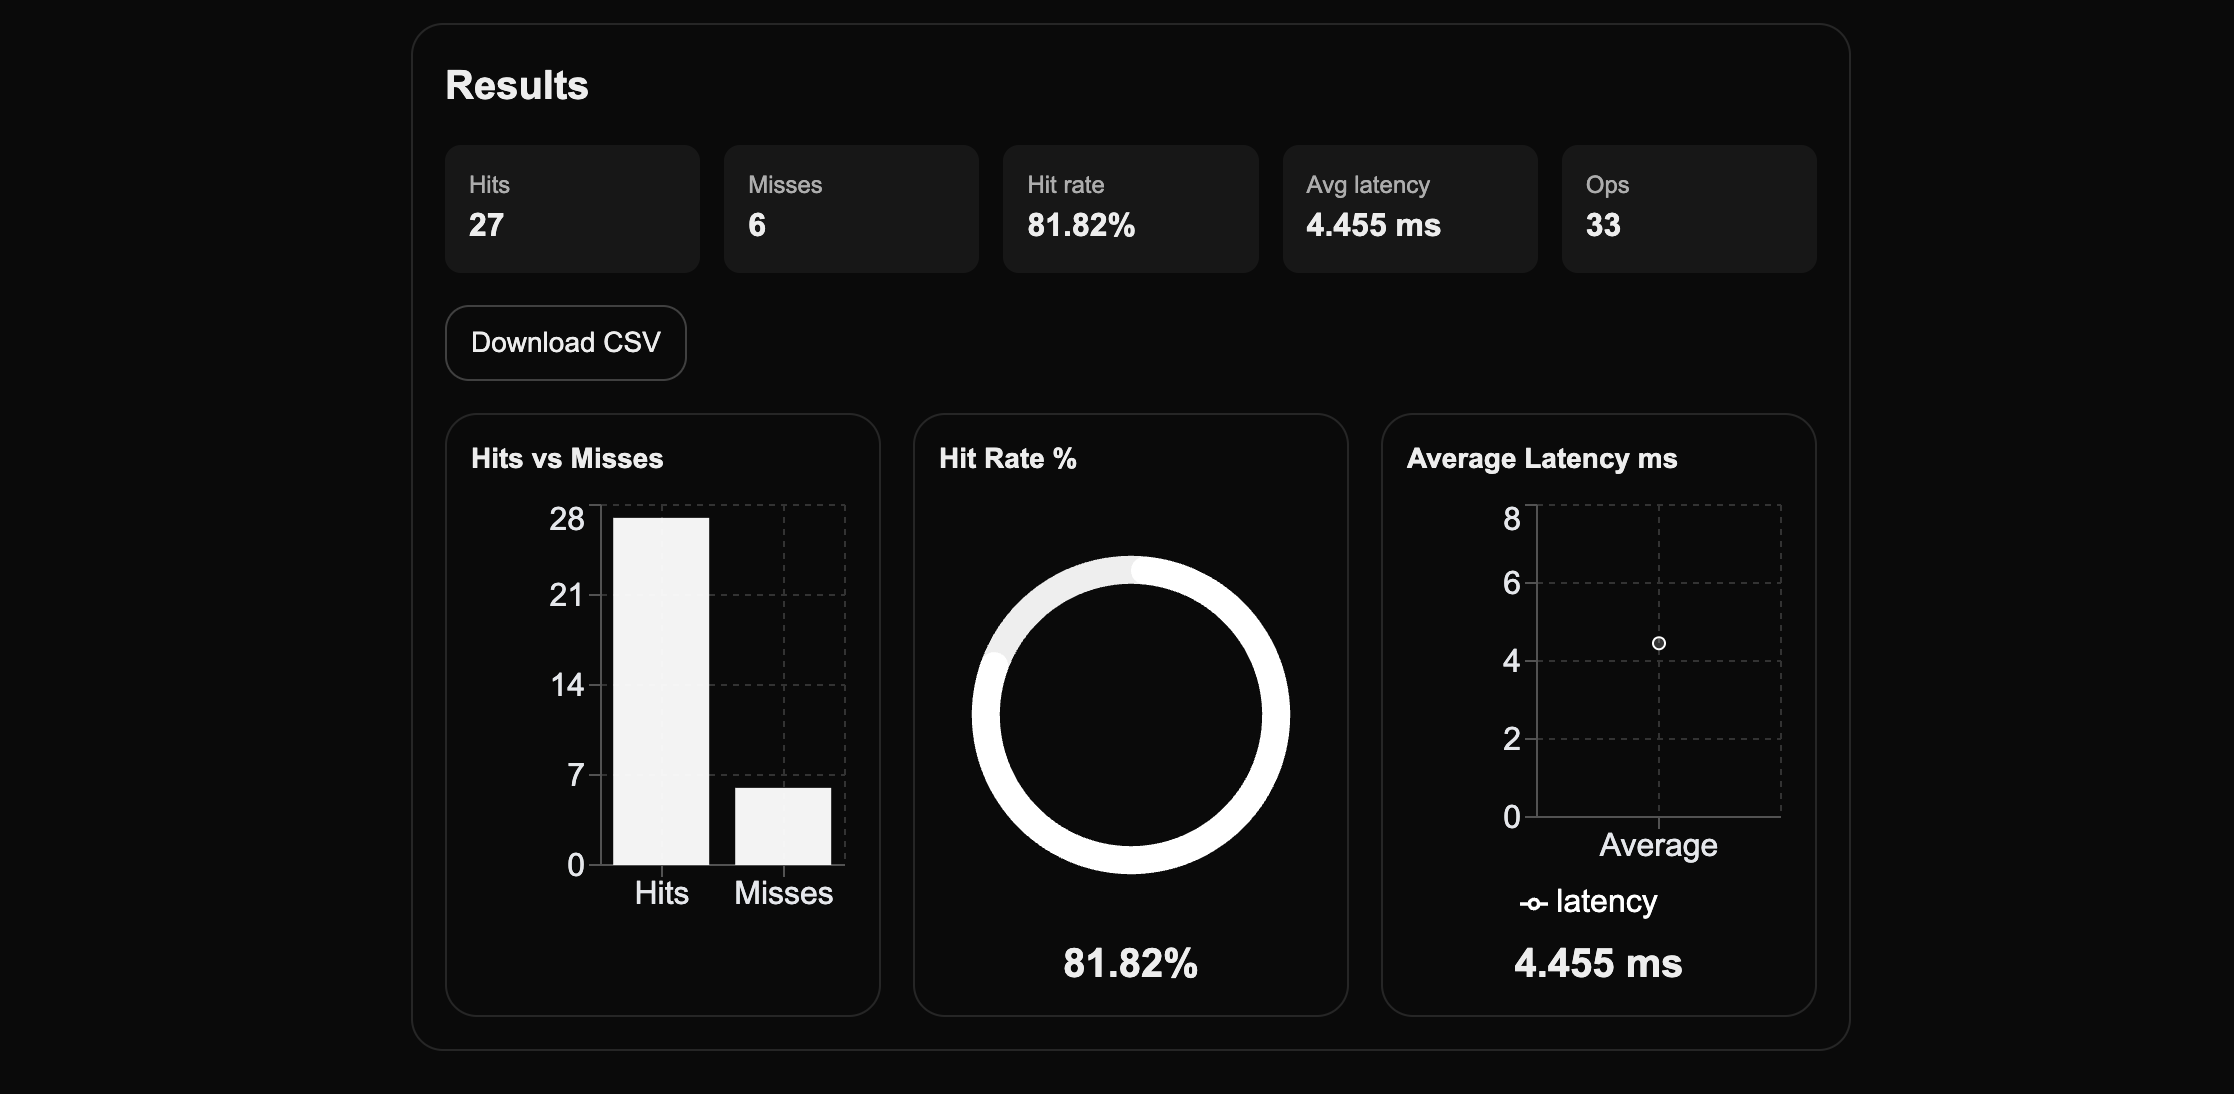 Results
Hits
27
Misses
6
Hit rate
81.82%
Avg latency
4.455 ms
Ops
33
Download CSV
Hits vs Misses
28
21
14
7
0
Hits
Misses
Hit Rate %
81.82%
Average Latency ms
8
6
4
2
0
Average
latency
4.455 ms